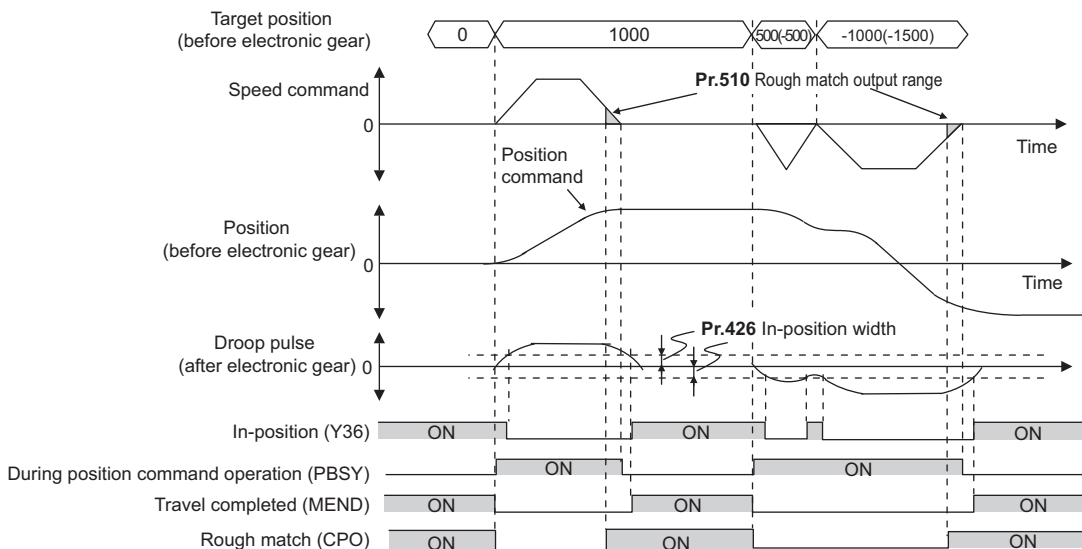 Target position
(before electronic gear)
0
1000
500(-500)
-1000(-1500)
Speed command
Pr.510 Rough match output range
0
Time
Position
command
Position
(before electronic gear)
0
Time
Pr.426 In-position width
Droop pulse
(after electronic gear)
0
In-position (Y36)
ON
ON
ON
During position command operation (PBSY)
ON
ON
Travel completed (MEND)
ON
ON
ON
Rough match (CPO)
ON
ON
ON